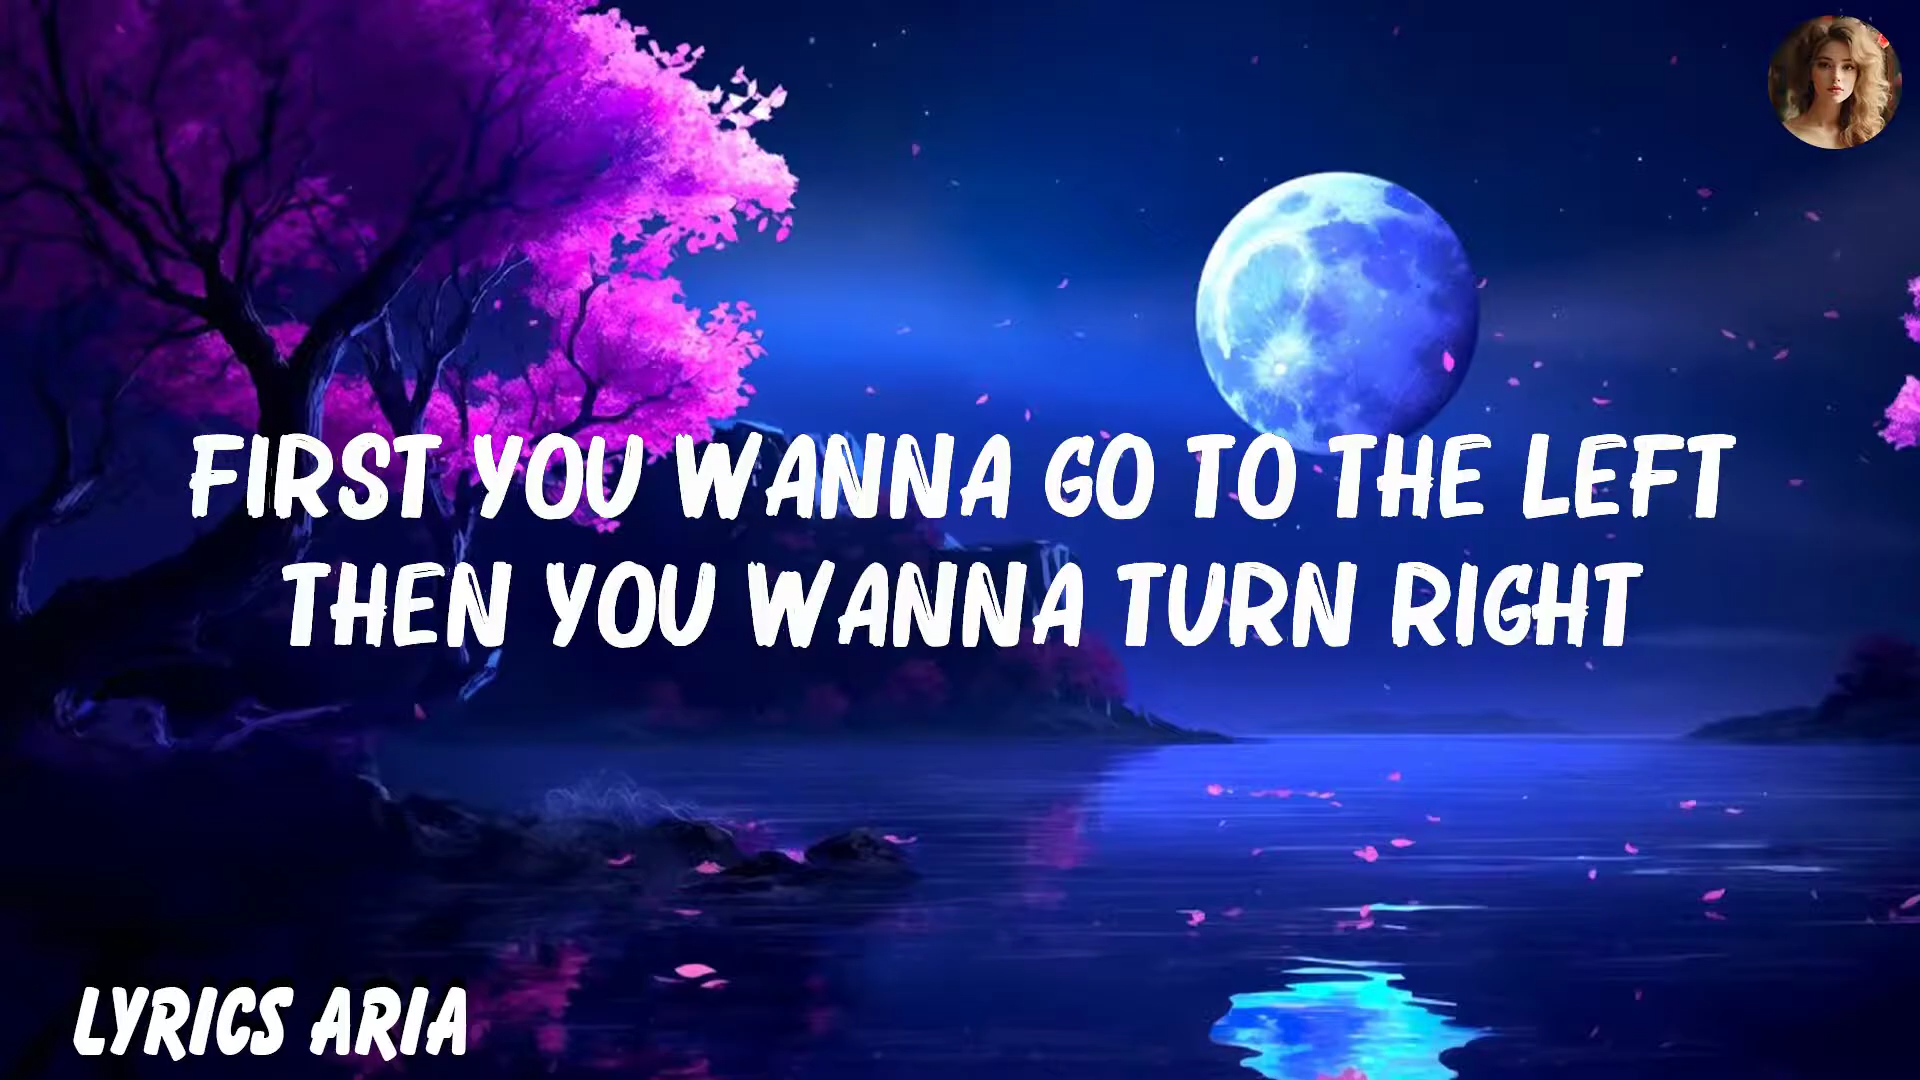 FIRST YOU WANNA GO TO THE LEFT
THEN YOU WANNA TURN RIGHT
LYRICS ARIA